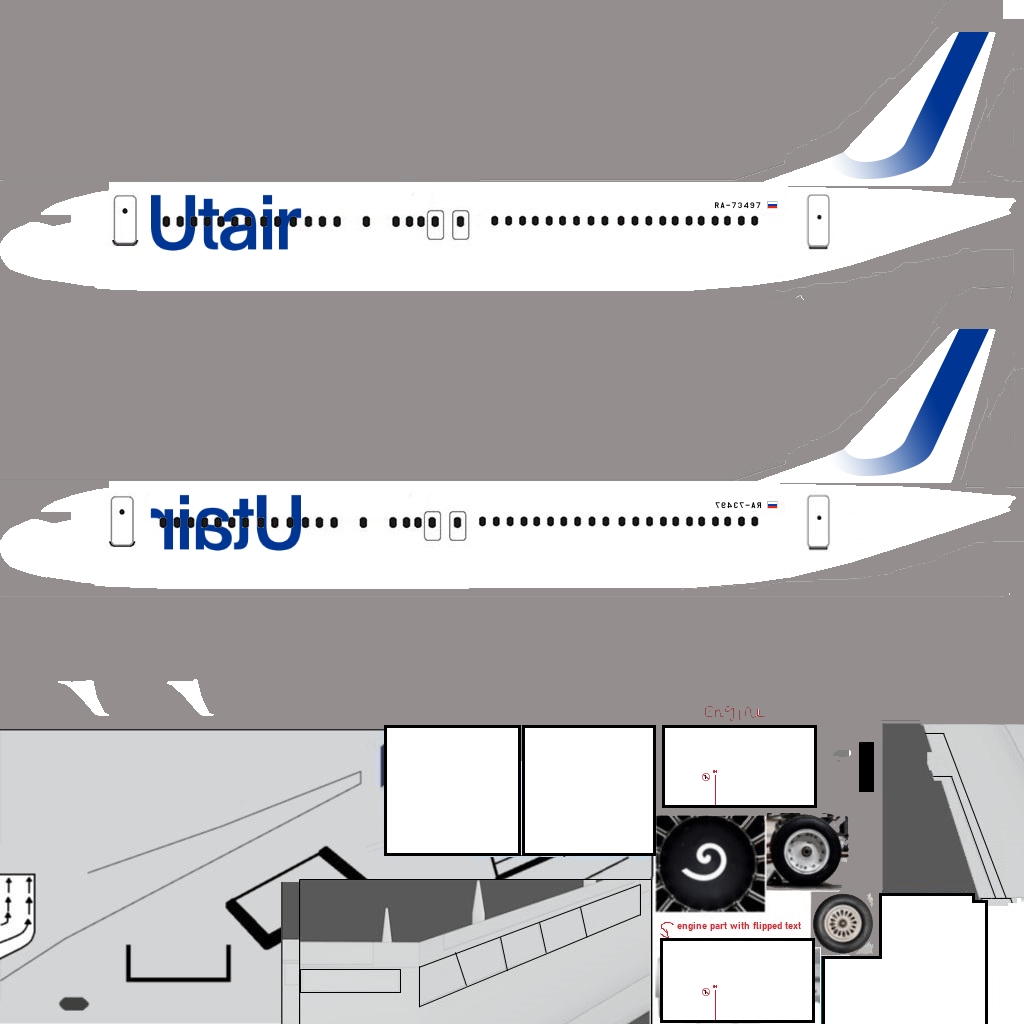 Utair
RA-73497
Utair
RA-73497
Engine
engine part with flipped text